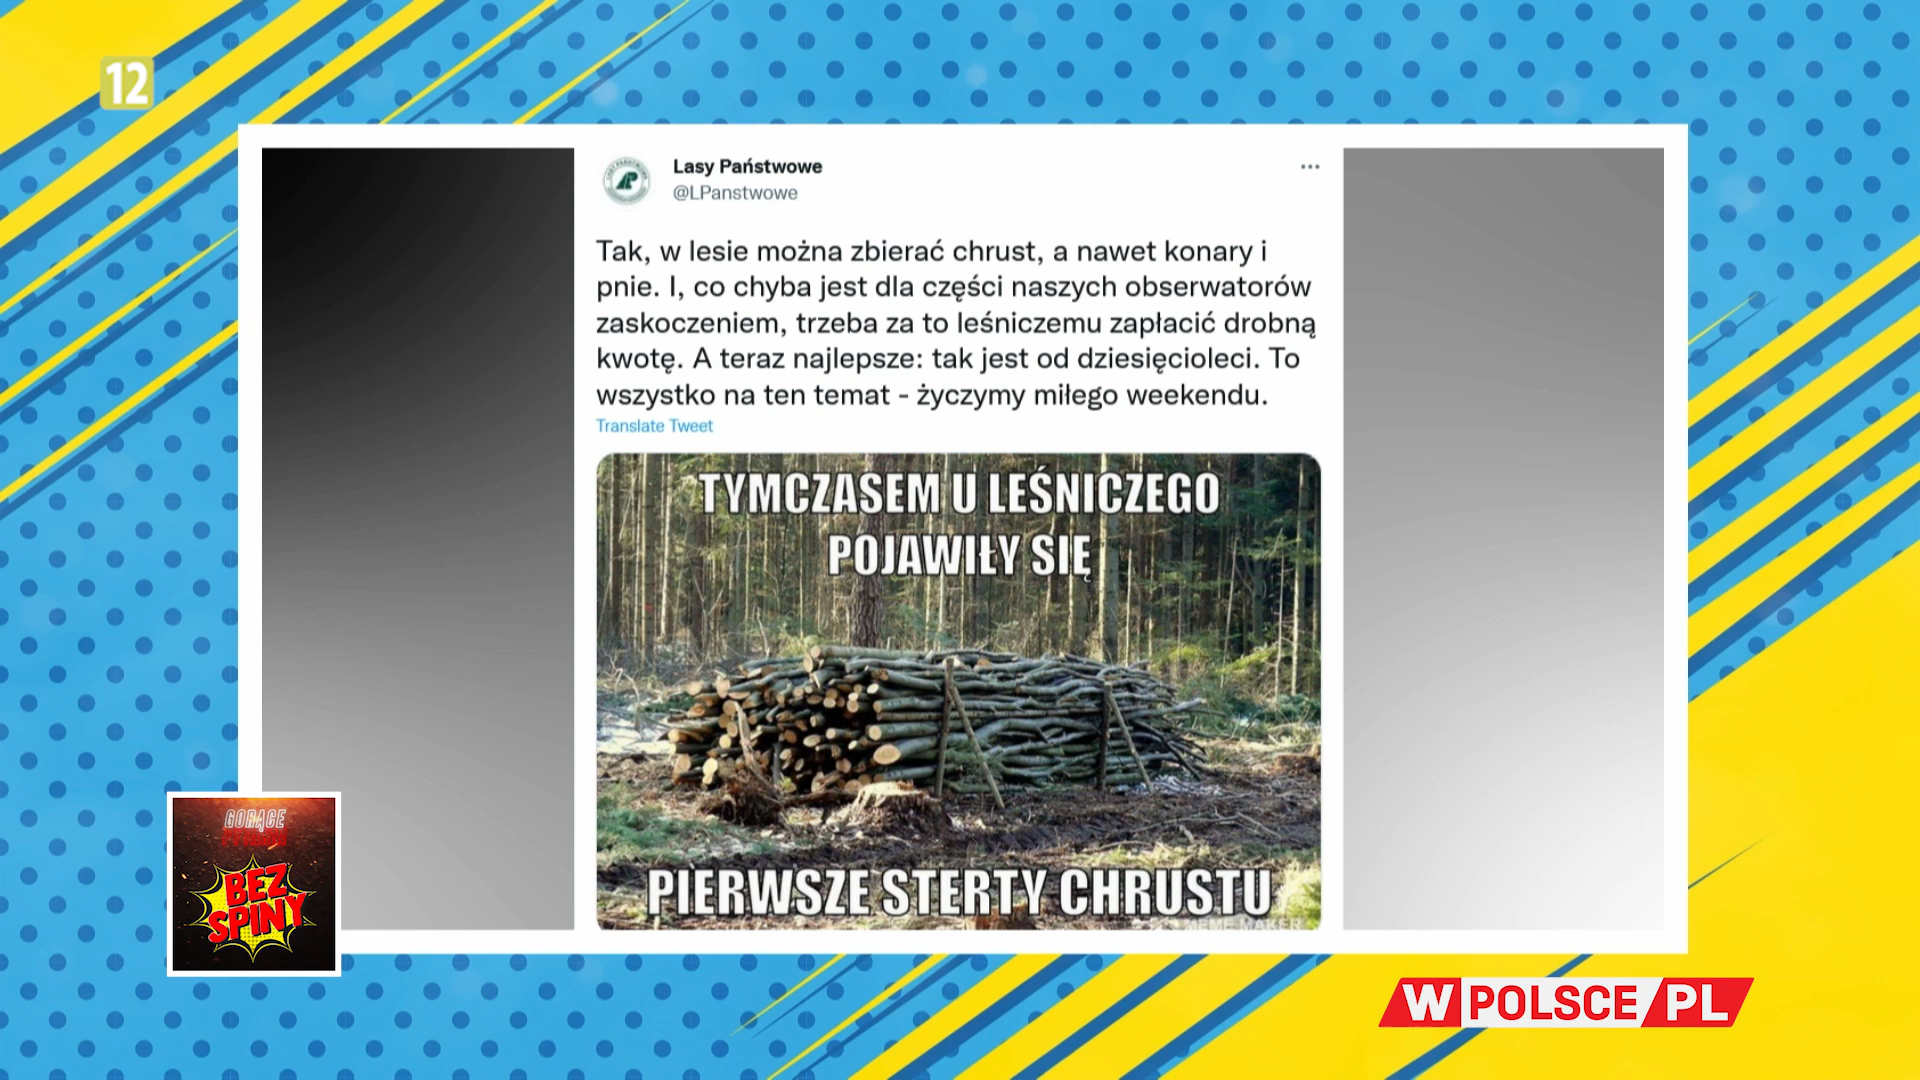 12
Lasy Państwowe
@LPanstwowe
Tak, w lesie można zbierać chrust, a nawet konary i
pnie. I, co chyba jest dla części naszych obserwatorów
zaskoczeniem, trzeba za to leśniczemu zapłacić drobną
kwotę. A teraz najlepsze: tak jest od dziesięcioleci. To
wszystko na ten temat - życzymy miłego weekendu.
Translate Tweet
TYMCZASEM U LEŚNICZEGO
POJAWIŁY SIĘ
PIERWSZE STERTY CHRUSTU
MEME MAKER
GORĄCE
BEZ
SPINY
WPOLSCE/PL